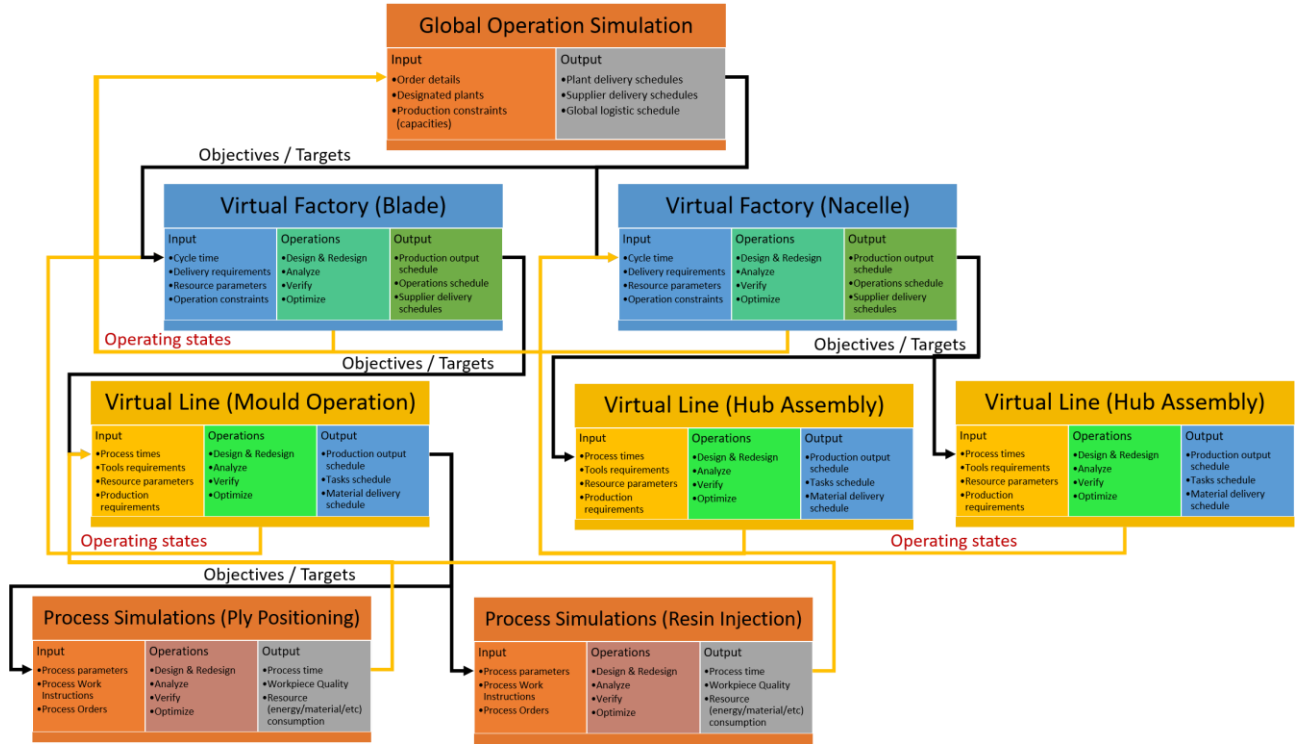 Global Operation Simulation
Input
•Order details
•Designated plants
•Production constraints
(capacities)
Output
•Plant delivery schedules
•Supplier delivery schedules
•Global logistic schedule
Objectives / Targets
Virtual Factory (Blade)
Input
•Cycle time
•Delivery requirements
•Resource parameters
•Operation constraints
Operations
•Design & Redesign
•Analyze
•Verify
•Optimize
Output
•Production output
schedule
•Operations schedule
•Supplier delivery
schedules
Virtual Factory (Nacelle)
Input
•Cycle time
•Delivery requirements
•Resource parameters
•Operation constraints
Operations
•Design & Redesign
•Analyze
•Verify
•Optimize
Output
•Production output
schedule
•Operations schedule
•Supplier delivery
schedules
Operating states
Objectives / Targets
Objectives / Targets
Virtual Line (Mould Operation)
Input
•Process times
•Tools requirements
•Resource parameters
•Production
requirements
Operations
•Design & Redesign
•Analyze
•Verify
•Optimize
Output
•Production output
schedule
•Tasks schedule
•Material delivery
schedule
Virtual Line (Hub Assembly)
Input
•Process times
•Tools requirements
•Resource parameters
•Production
requirements
Operations
•Design & Redesign
•Analyze
•Verify
•Optimize
Output
•Production output
schedule
•Tasks schedule
•Material delivery
schedule
Virtual Line (Hub Assembly)
Input
•Process times
•Tools requirements
•Resource parameters
•Production
requirements
Operations
•Design & Redesign
•Analyze
•Verify
•Optimize
Output
•Production output
schedule
•Tasks schedule
•Material delivery
schedule
Operating states
Operating states
Objectives / Targets
Process Simulations (Ply Positioning)
Input
•Process parameters
•Process Work
Instructions
•Process Orders
Operations
•Design & Redesign
•Analyze
•Verify
•Optimize
Output
•Process time
•Workpiece Quality
•Resource
(energy/material/etc)
consumption
Process Simulations (Resin Injection)
Input
•Process parameters
•Process Work
Instructions
•Process Orders
Operations
•Design & Redesign
•Analyze
•Verify
•Optimize
Output
•Process time
•Workpiece Quality
•Resource
(energy/material/etc)
consumption